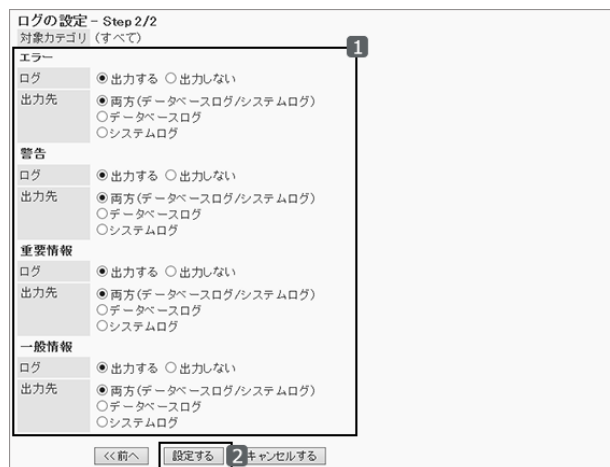 ログの設定 - Step 2/2
対象カテゴリ (すべて)
1
エラー
ログ ◉出力する ○出力しない
出力先 ◉両方(データベースログ/システムログ)
○データベースログ
○システムログ
警告
ログ ◉出力する ○出力しない
出力先 ◉両方(データベースログ/システムログ)
○データベースログ
○システムログ
重要情報
ログ ◉出力する ○出力しない
出力先 ◉両方(データベースログ/システムログ)
○データベースログ
○システムログ
一般情報
ログ ◉出力する ○出力しない
出力先 ◉両方(データベースログ/システムログ)
○データベースログ
○システムログ
<<前へ 設定する 2 キャンセルする